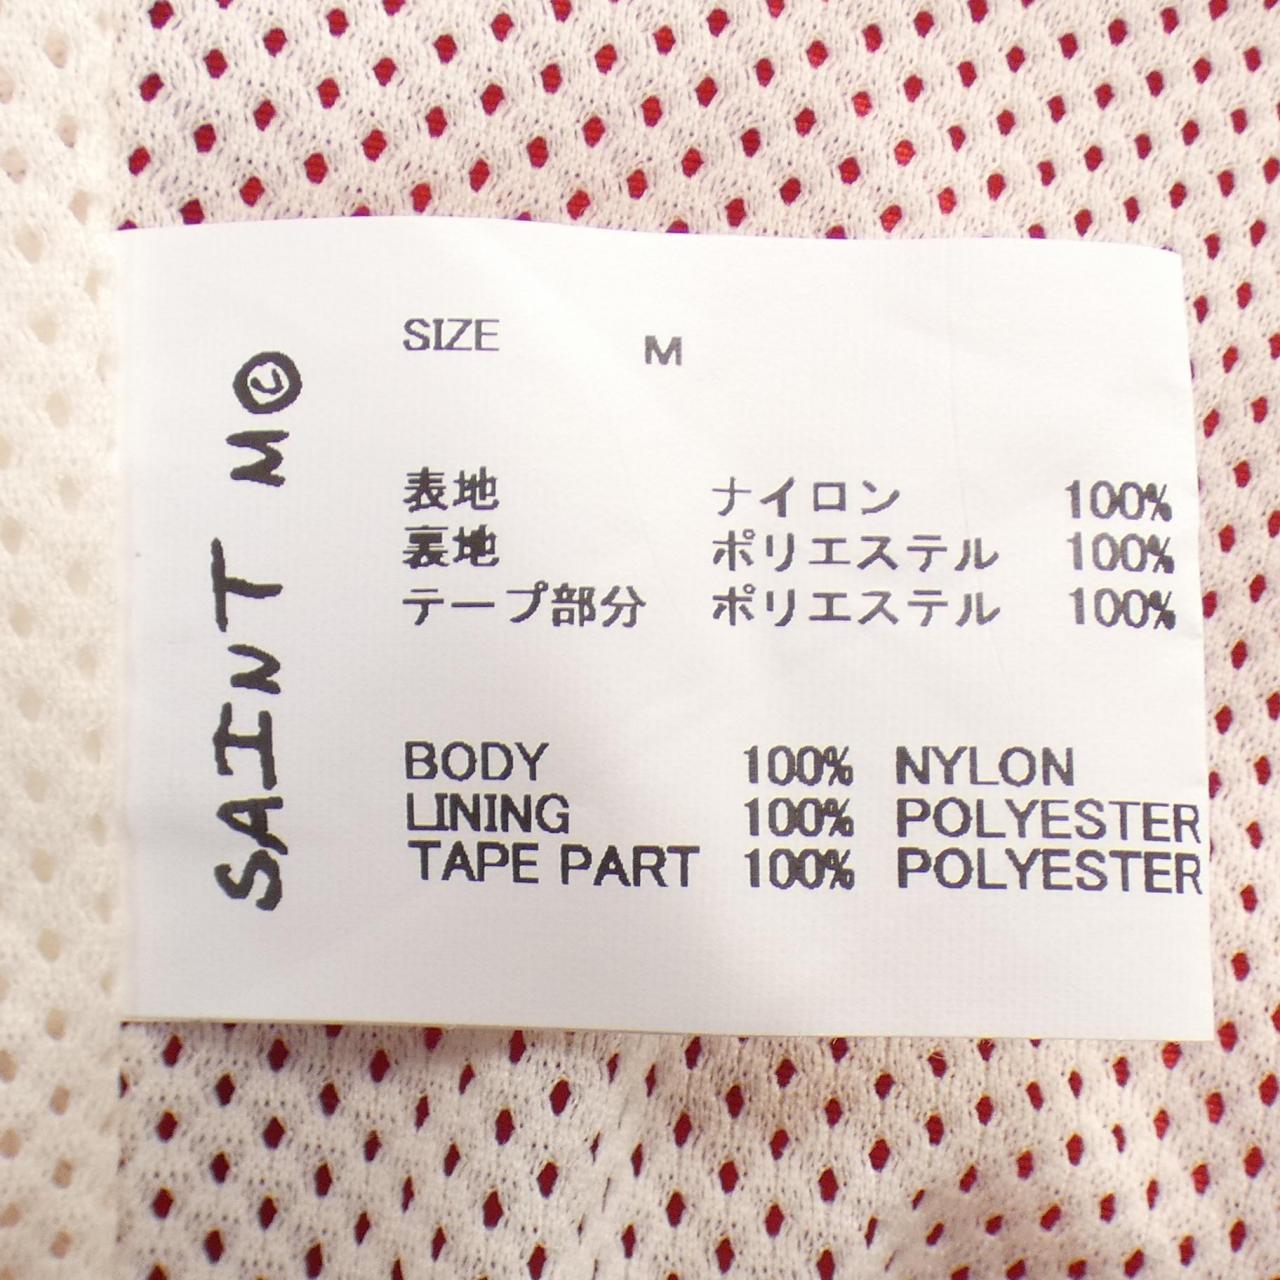 SAINT M©
SIZE M
表地 ナイロン 100%
裏地 ポリエステル 100%
テープ部分 ポリエステル 100%
BODY 100% NYLON
LINING 100% POLYESTER
TAPE PART 100% POLYESTER